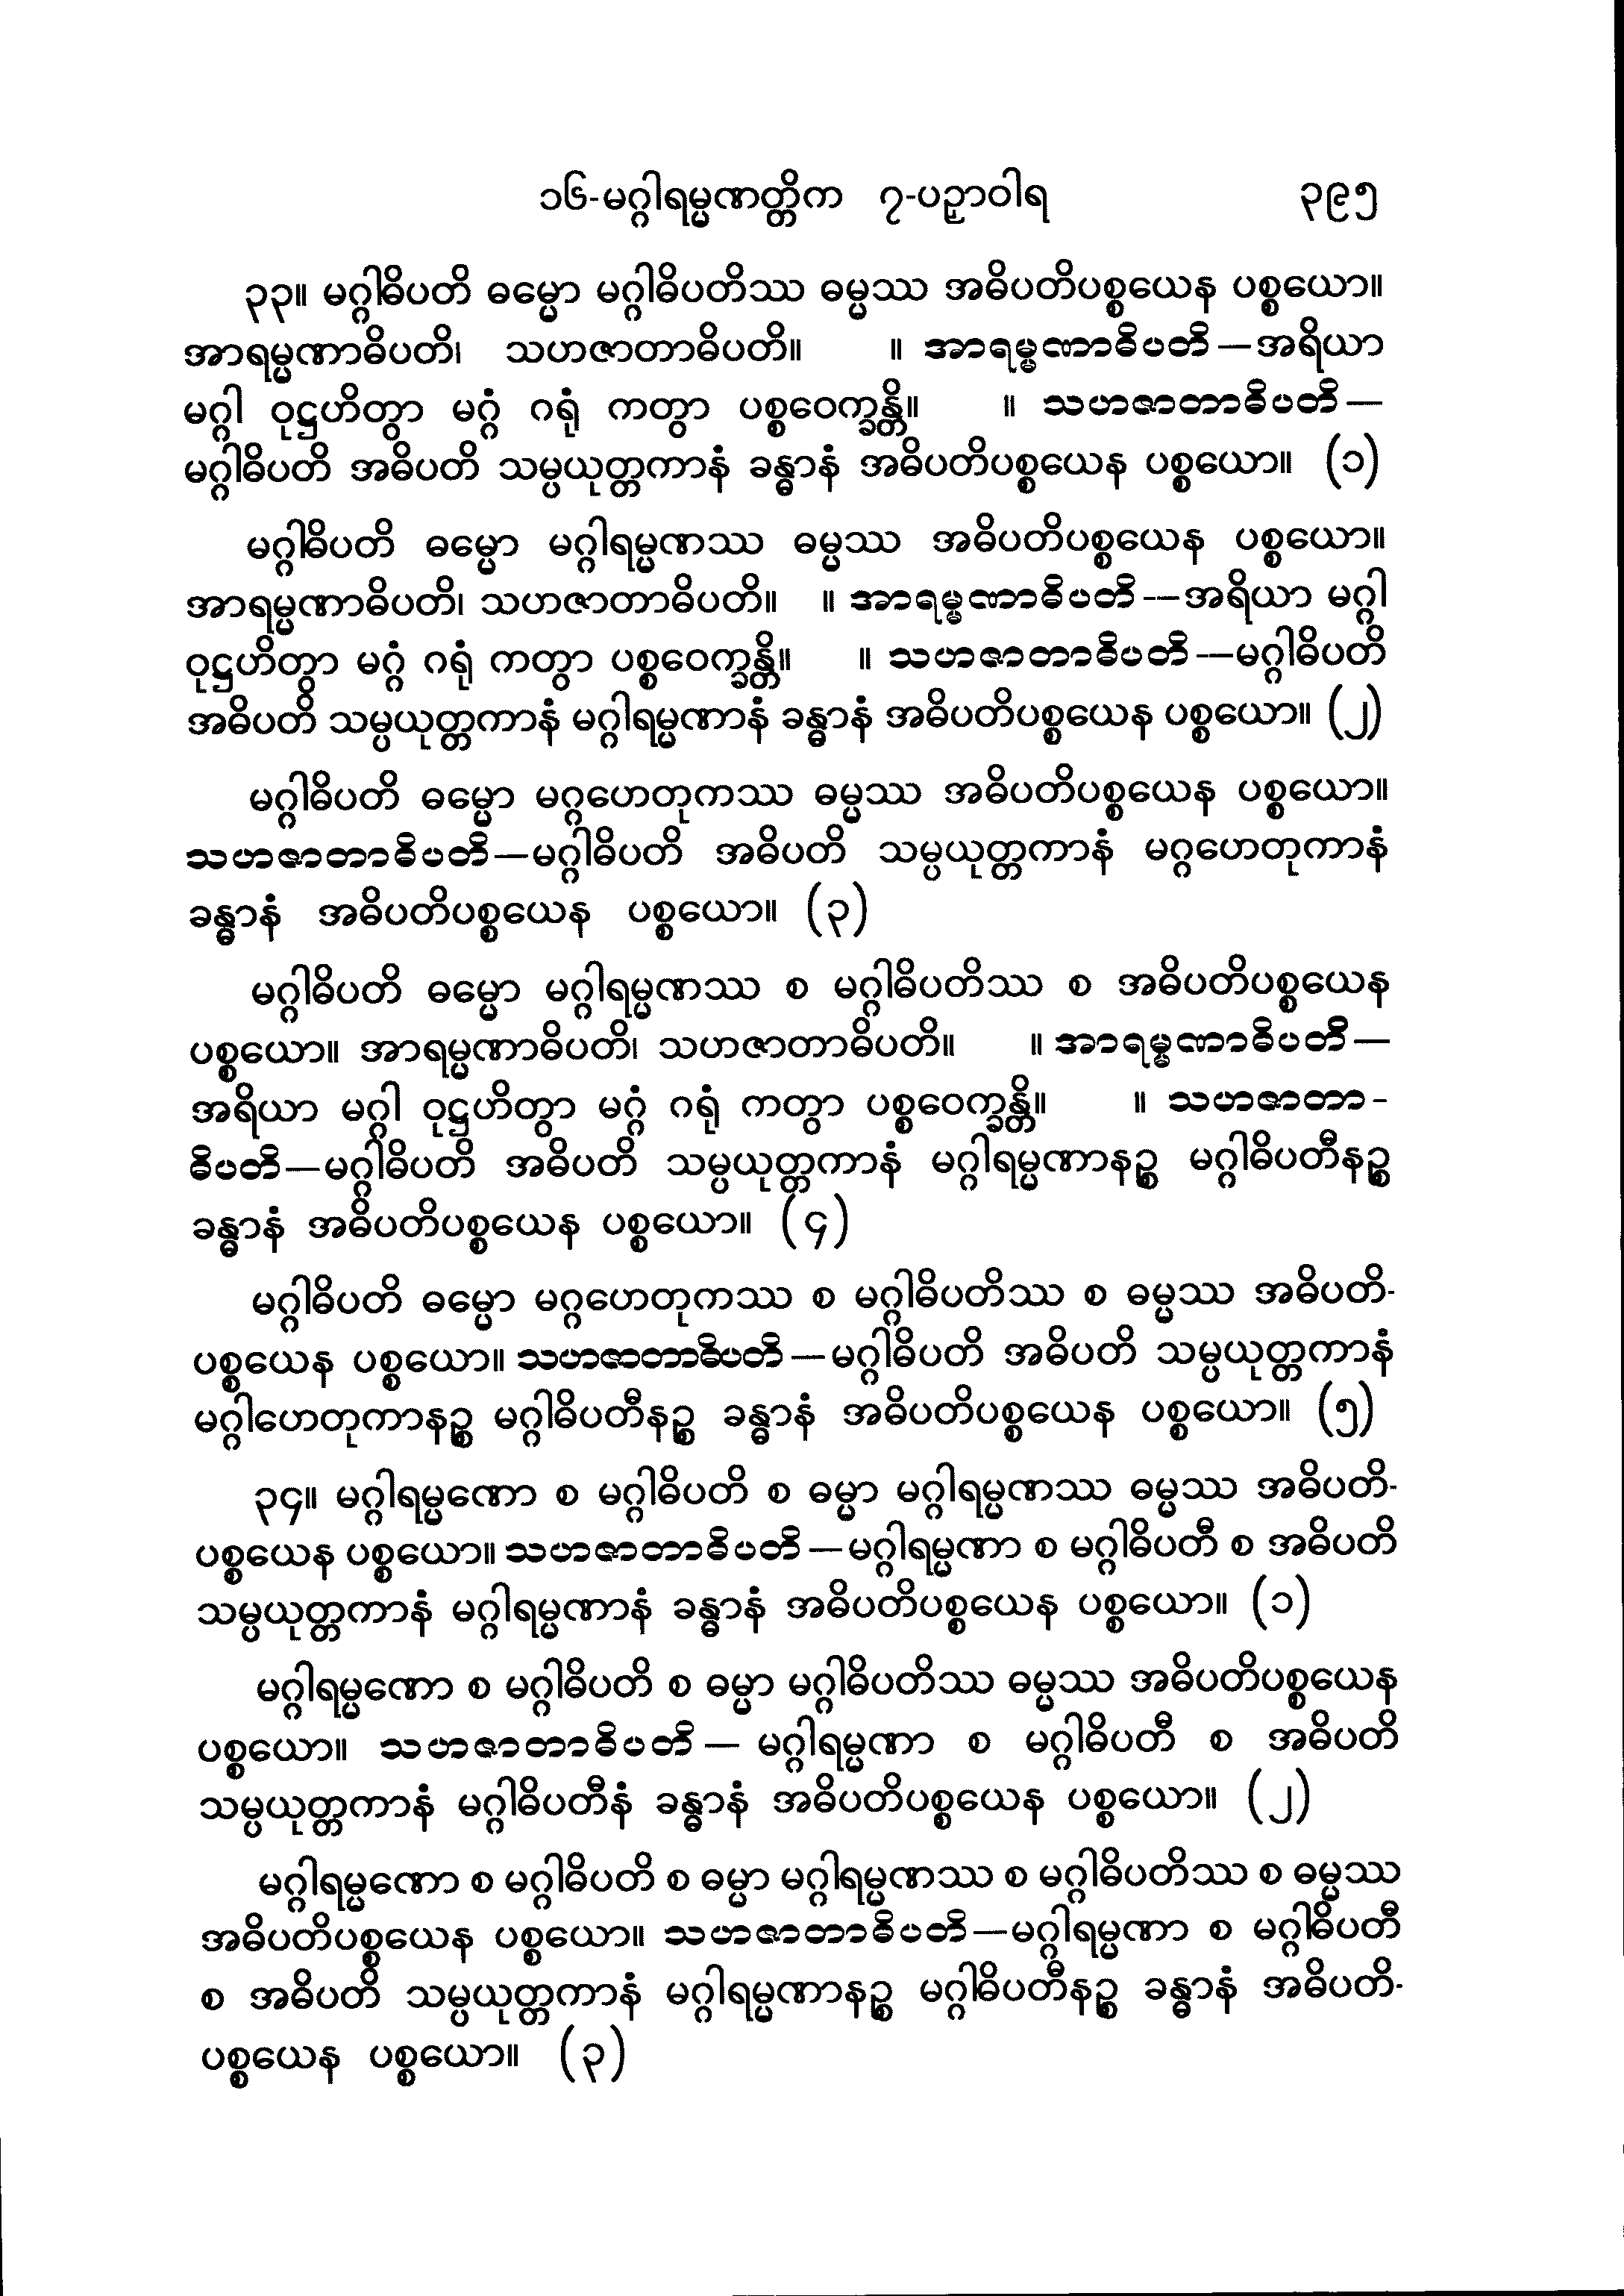 ၁၆-မဂ္ဂါရမ္မဏတ္တိက ၇-ပဉှာဝါရ ၃၉၅
၃၃။ မဂ္ဂါဓိပတိ ဓမ္မော မဂ္ဂါဓိပတိဿ ဓမ္မဿ အဓိပတိပစ္စယေန ပစ္စယော။
အာရမ္မဏာဓိပတိ၊ သဟဇာတာဓိပတိ။ ။ အာရမ္မဏာဓိပတိ—အရိယာ
မဂ္ဂါ ဝုဋ္ဌဟိတွာ မဂ္ဂံ ဂရုံ ကတွာ ပစ္စဝေက္ခန္တိ။ ။ သဟဇာတာဓိပတိ—
မဂ္ဂါဓိပတိ အဓိပတိ သမ္ပယုတ္တကာနံ ခန္ဓာနံ အဓိပတိပစ္စယေန ပစ္စယော။ (၁)
မဂ္ဂါဓိပတိ ဓမ္မော မဂ္ဂါရမ္မဏဿ ဓမ္မဿ အဓိပတိပစ္စယေန ပစ္စယော။
အာရမ္မဏာဓိပတိ၊ သဟဇာတာဓိပတိ။ ။ အာရမ္မဏာဓိပတိ—အရိယာ မဂ္ဂါ
ဝုဋ္ဌဟိတွာ မဂ္ဂံ ဂရုံ ကတွာ ပစ္စဝေက္ခန္တိ။ ။ သဟဇာတာဓိပတိ—မဂ္ဂါဓိပတိ
အဓိပတိ သမ္ပယုတ္တကာနံ မဂ္ဂါရမ္မဏာနံ ခန္ဓာနံ အဓိပတိပစ္စယေန ပစ္စယော။ (၂)
မဂ္ဂါဓိပတိ ဓမ္မော မဂ္ဂဟေတုကဿ ဓမ္မဿ အဓိပတိပစ္စယေန ပစ္စယော။
သဟဇာတာဓိပတိ—မဂ္ဂါဓိပတိ အဓိပတိ သမ္ပယုတ္တကာနံ မဂ္ဂဟေတုကာနံ
ခန္ဓာနံ အဓိပတိပစ္စယေန ပစ္စယော။ (၃)
မဂ္ဂါဓိပတိ ဓမ္မော မဂ္ဂါရမ္မဏဿ စ မဂ္ဂါဓိပတိဿ စ အဓိပတိပစ္စယေန
ပစ္စယော။ အာရမ္မဏာဓိပတိ၊ သဟဇာတာဓိပတိ။ ။ အာရမ္မဏာဓိပတိ—
အရိယာ မဂ္ဂါ ဝုဋ္ဌဟိတွာ မဂ္ဂံ ဂရုံ ကတွာ ပစ္စဝေက္ခန္တိ။ ။ သဟဇာတာ-
ဓိပတိ—မဂ္ဂါဓိပတိ အဓိပတိ သမ္ပယုတ္တကာနံ မဂ္ဂါရမ္မဏာနဉ္စ မဂ္ဂါဓိပတီနဉ္စ
ခန္ဓာနံ အဓိပတိပစ္စယေန ပစ္စယော။ (၄)
မဂ္ဂါဓိပတိ ဓမ္မော မဂ္ဂဟေတုကဿ စ မဂ္ဂါဓိပတိဿ စ ဓမ္မဿ အဓိပတိ-
ပစ္စယေန ပစ္စယော။ သဟဇာတာဓိပတိ—မဂ္ဂါဓိပတိ အဓိပတိ သမ္ပယုတ္တကာနံ
မဂ္ဂါဟေတုကာနဉ္စ မဂ္ဂါဓိပတီနဉ္စ ခန္ဓာနံ အဓိပတိပစ္စယေန ပစ္စယော။ (၅)
၃၄။ မဂ္ဂါရမ္မဏော စ မဂ္ဂါဓိပတိ စ ဓမ္မာ မဂ္ဂါရမ္မဏဿ ဓမ္မဿ အဓိပတိ-
ပစ္စယေန ပစ္စယော။ သဟဇာတာဓိပတိ—မဂ္ဂါရမ္မဏာ စ မဂ္ဂါဓိပတီ စ အဓိပတိ
သမ္ပယုတ္တကာနံ မဂ္ဂါရမ္မဏာနံ ခန္ဓာနံ အဓိပတိပစ္စယေန ပစ္စယော။ (၁)
မဂ္ဂါရမ္မဏော စ မဂ္ဂါဓိပတိ စ ဓမ္မာ မဂ္ဂါဓိပတိဿ ဓမ္မဿ အဓိပတိပစ္စယေန
ပစ္စယော။ သဟဇာတာဓိပတိ— မဂ္ဂါရမ္မဏာ စ မဂ္ဂါဓိပတီ စ အဓိပတိ
သမ္ပယုတ္တကာနံ မဂ္ဂါဓိပတီနံ ခန္ဓာနံ အဓိပတိပစ္စယေန ပစ္စယော။ (၂)
မဂ္ဂါရမ္မဏော စ မဂ္ဂါဓိပတိ စ ဓမ္မာ မဂ္ဂါရမ္မဏဿ စ မဂ္ဂါဓိပတိဿ စ ဓမ္မဿ
အဓိပတိပစ္စယေန ပစ္စယော။ သဟဇာတာဓိပတိ—မဂ္ဂါရမ္မဏာ စ မဂ္ဂါဓိပတီ
စ အဓိပတိ သမ္ပယုတ္တကာနံ မဂ္ဂါရမ္မဏာနဉ္စ မဂ္ဂါဓိပတီနဉ္စ ခန္ဓာနံ အဓိပတိ-
ပစ္စယေန ပစ္စယော။ (၃)